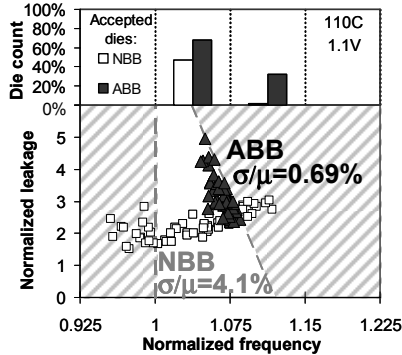 100%
80%
60%
40%
20%
0%
Die count
Accepted
dies:
NBB
ABB
110C
1.1V
5
4
3
2
1
0
Normalized leakage
ABB
σ/μ=0.69%
NBB
σ/μ=4.1%
0.925 1 1.075 1.15 1.225
Normalized frequency